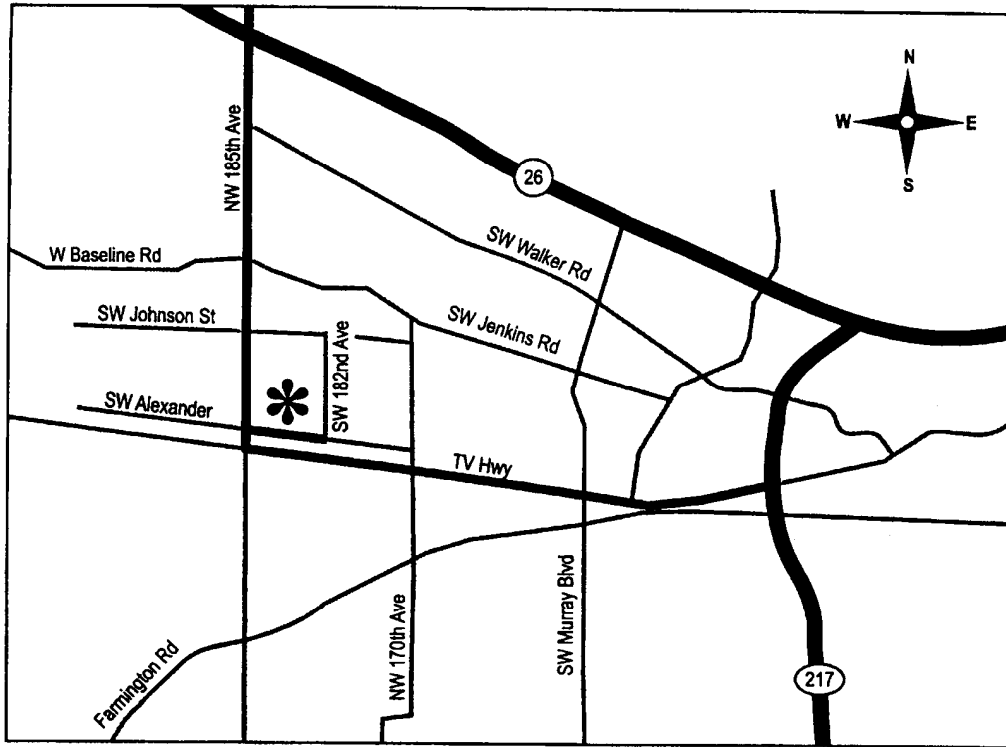 N
W
E
S
NW 185th Ave
26
SW Walker Rd
W Baseline Rd
SW Johnson St
SW Jenkins Rd
SW 182nd Ave
SW Alexander
TV Hwy
Farmington Rd
NW 170th Ave
SW Murray Blvd
217